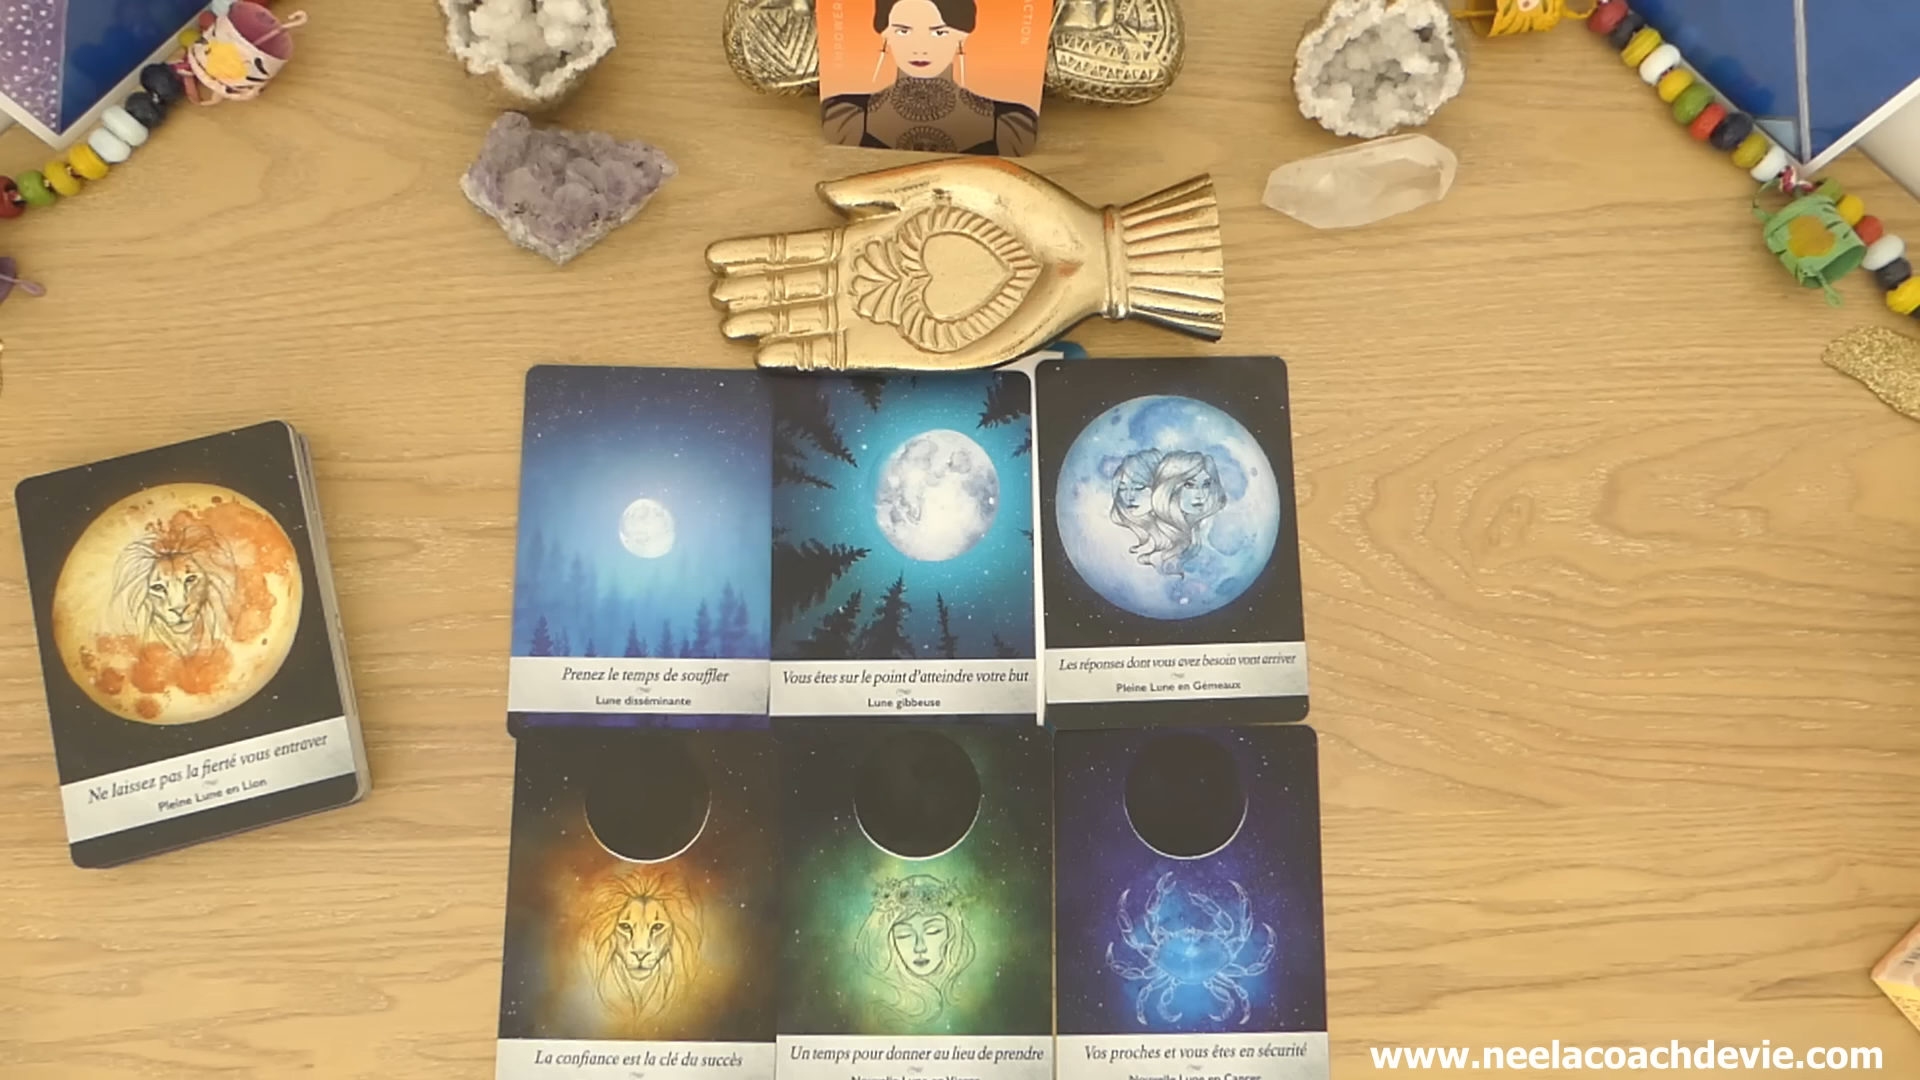 ACTION
Prenez le temps de souffler
Lune disséminante
Vous êtes sur le point d'atteindre votre but
Lune gibbeuse
Les réponses dont vous avez besoin vont arriver
Pleine Lune en Gémeaux
Ne laissez pas la fierté vous entraver
Pleine Lune en Lion
La confiance est la clé du succès
Un temps pour donner au lieu de prendre
Vos proches et vous êtes en sécurité
www.neelacoachdevie.com